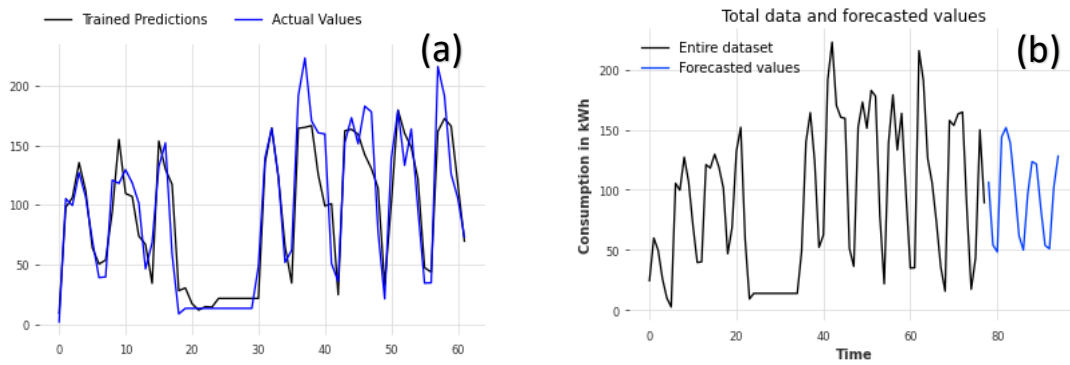 Trained Predictions
Actual Values
(a)
200
150
100
50
0
0
10
20
30
40
50
60
Total data and forecasted values
Entire dataset
Forecasted values
(b)
Consumption in kWh
200
150
100
50
0
0
20
40
60
80
Time